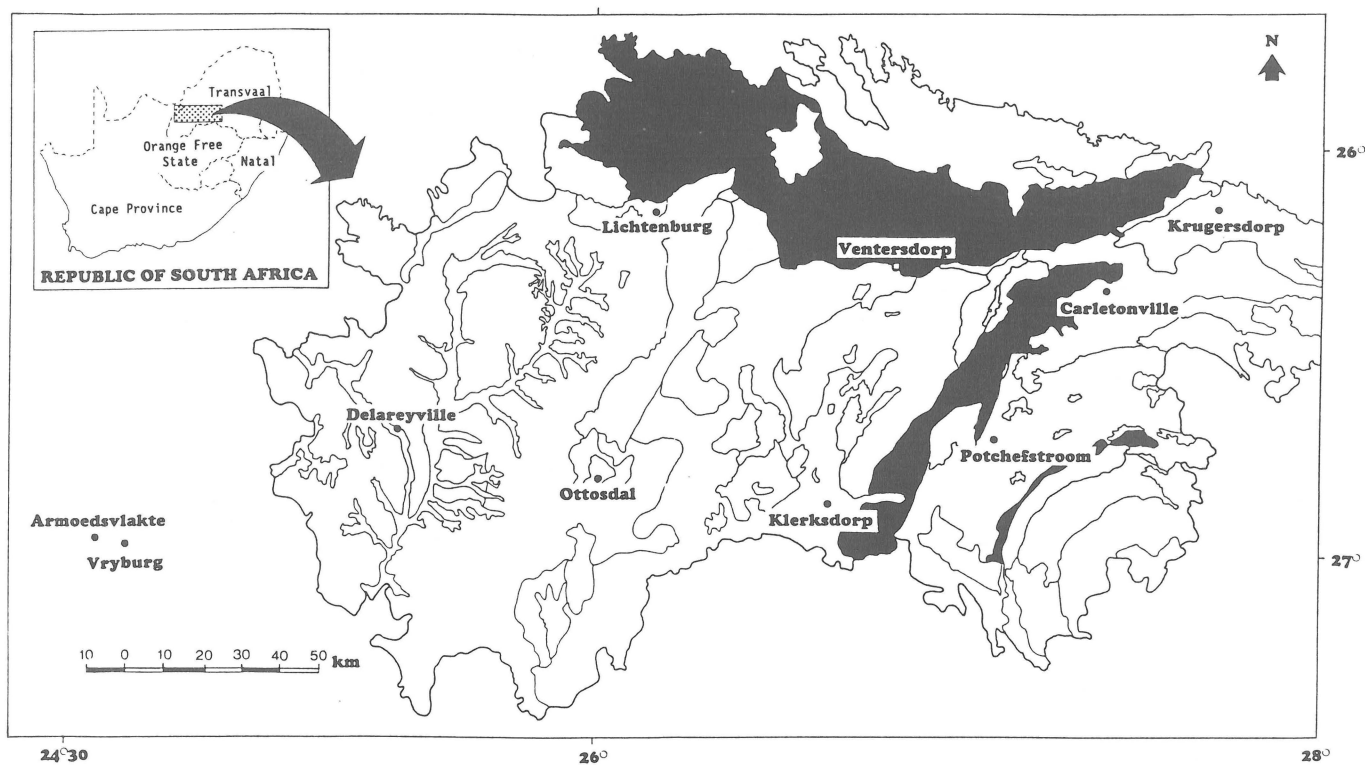 Transvaal
Orange Free
State
Natal
Cape Province
REPUBLIC OF SOUTH AFRICA
N
26°
Lichtenburg
Krugersdorp
Ventersdorp
Carletonville
Delareyville
Potchefstroom
Ottosdal
Klerksdorp
Armoedsvlakte
Vryburg
27°
10 0 10 20 30 40 50 km
24°30
26°
28°